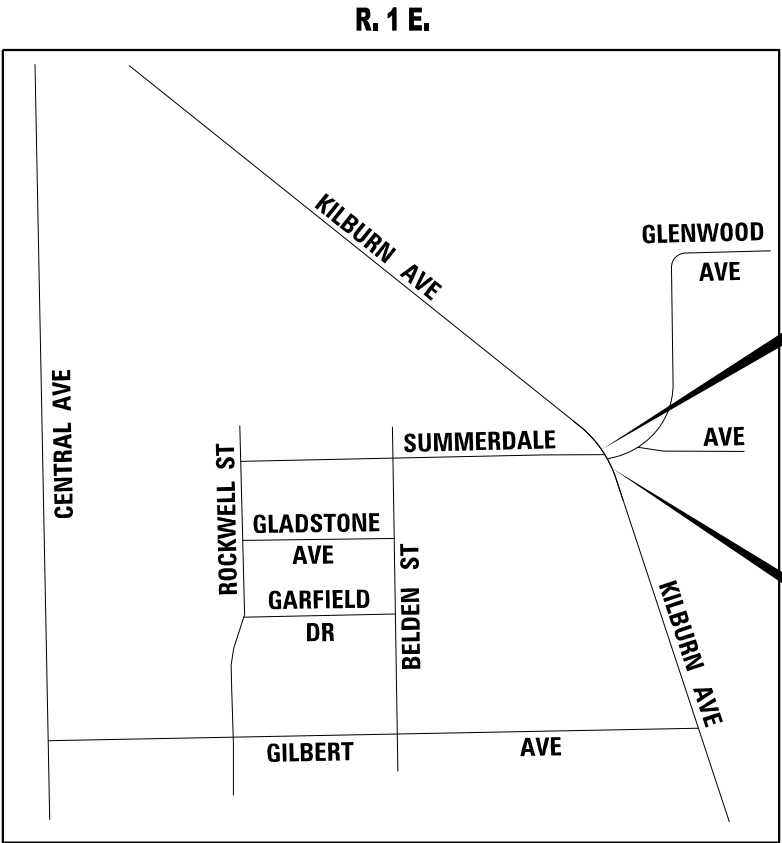 R. 1 E.
KILBURN AVE
GLENWOOD
AVE
CENTRAL AVE
SUMMERDALE
AVE
ROCKWELL ST
GLADSTONE
AVE
BELDEN ST
GARFIELD
DR
KILBURN AVE
GILBERT AVE